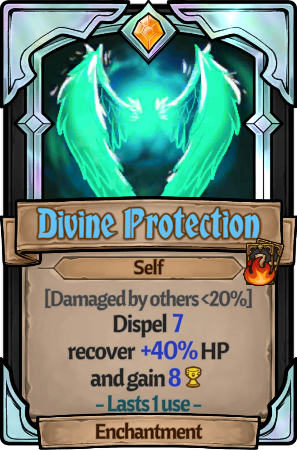 Divine Protection
Self
[Damaged by others <20%]
Dispel 7
recover +40% HP
and gain 8
- Lasts 1 use -
Enchantment